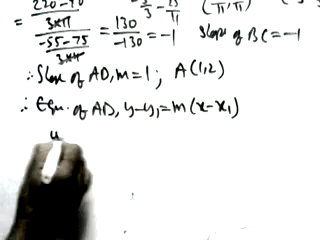 = 220-90/3×11 / -55-75/3×11 = 130/-130 = -1 Slope of BC = -1
∴ Slope of AD, m = 1; A(1,2)
∴ Equ. of AD, y-y₁ = m(x-x₁)
y